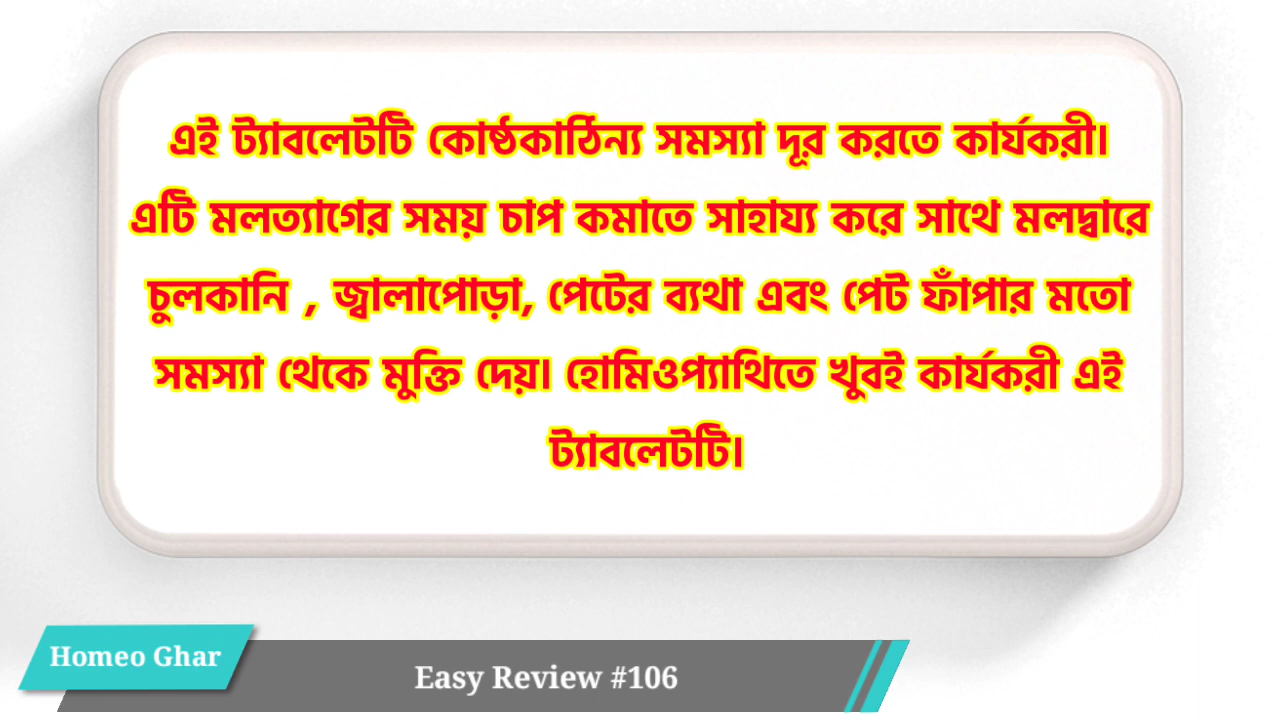 এই ট্যাবলেটটি কোষ্ঠকাঠিন্য সমস্যা দূর করতে কার্যকরী।
এটি মলত্যাগের সময় চাপ কমাতে সাহায্য করে সাথে মলদ্বারে
চুলকানি , জ্বালাপোড়া, পেটের ব্যথা এবং পেট ফাঁপার মতো
সমস্যা থেকে মুক্তি দেয়। হোমিওপ্যাথিতে খুবই কার্যকরী এই
ট্যাবলেটটি।
Homeo Ghar
Easy Review #106